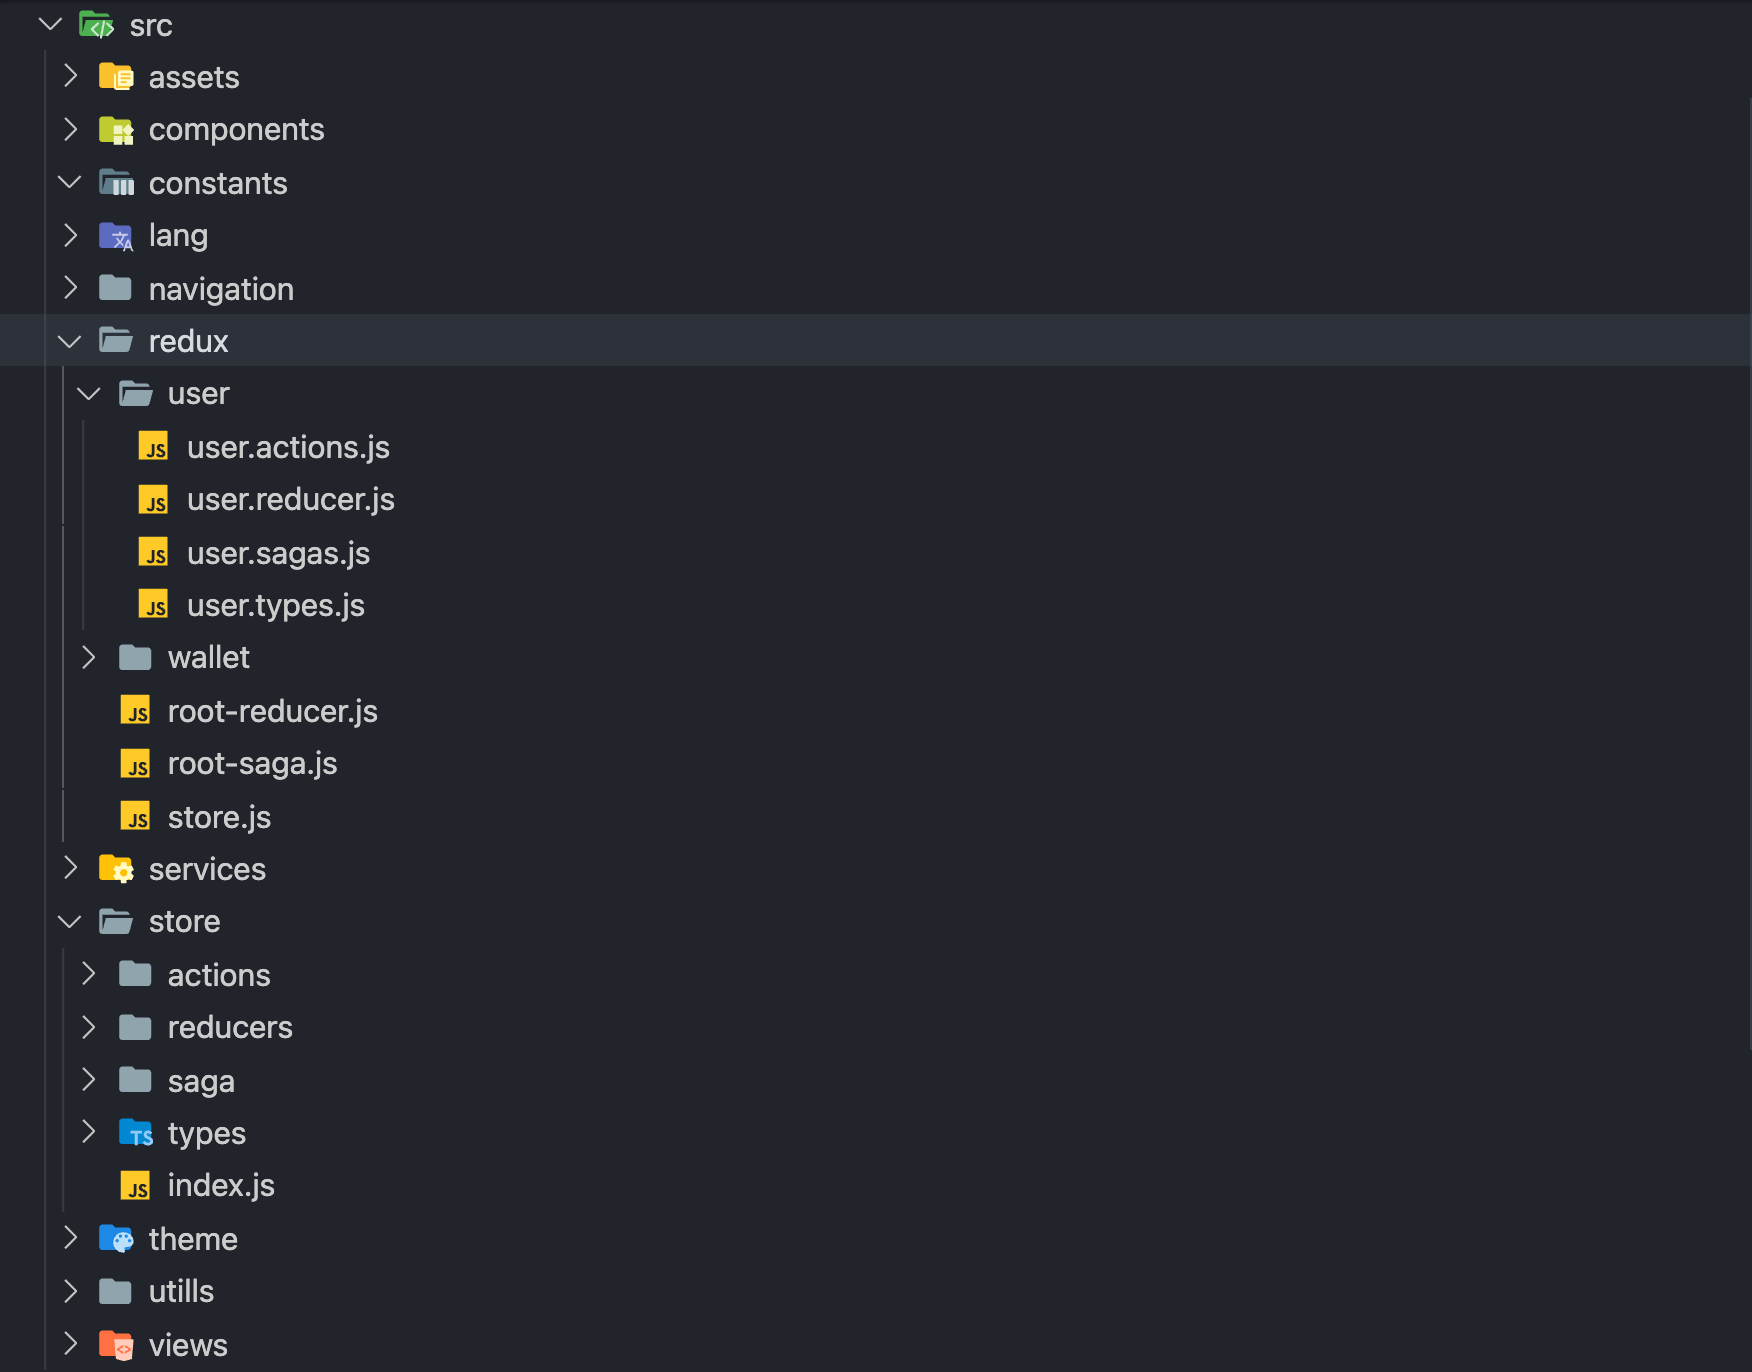 src
assets
components
constants
lang
navigation
redux
user
JS user.actions.js
JS user.reducer.js
JS user.sagas.js
JS user.types.js
wallet
JS root-reducer.js
JS root-saga.js
JS store.js
services
store
actions
reducers
saga
TS types
JS index.js
theme
utills
views